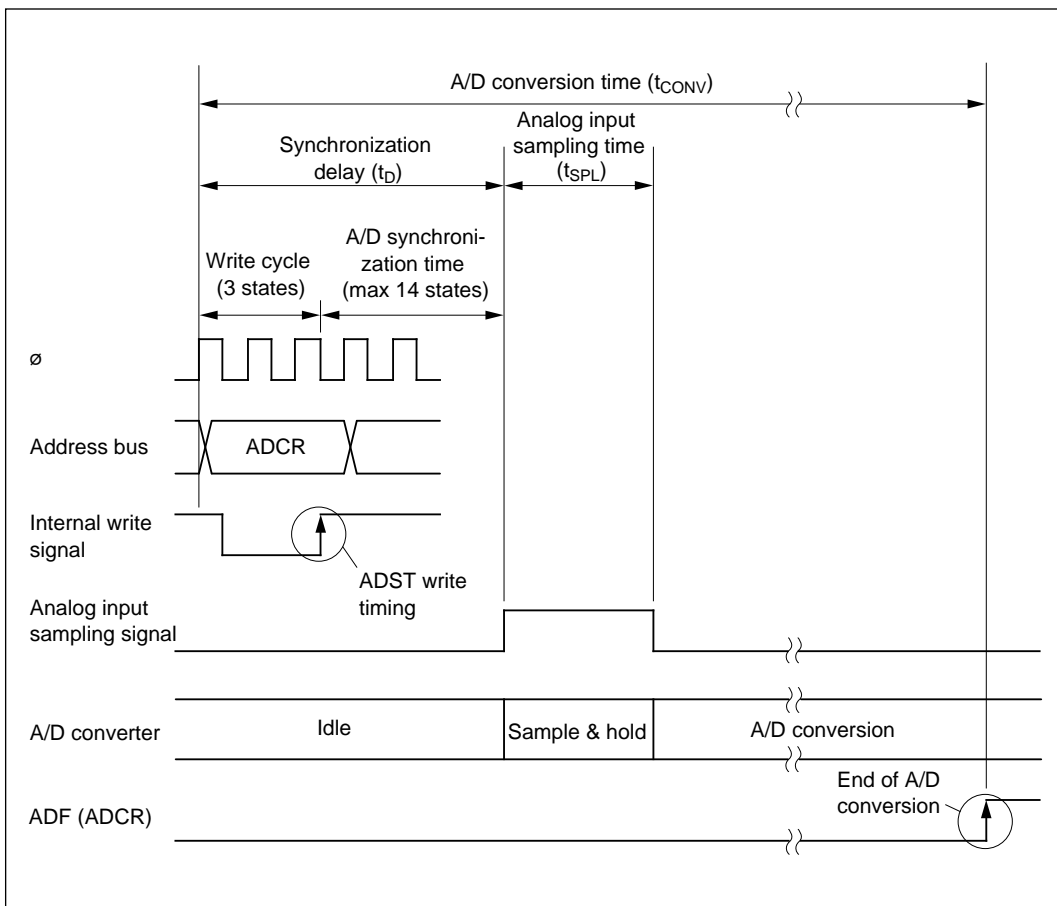 A/D conversion time (tCONV)
Analog input
sampling time
(tSPL)
Synchronization
delay (tD)
A/D synchroni-
zation time
(max 14 states)
Write cycle
(3 states)
ø
Address bus
ADCR
Internal write
signal
ADST write
timing
Analog input
sampling signal
A/D converter
Idle
Sample & hold
A/D conversion
End of A/D
conversion
ADF (ADCR)